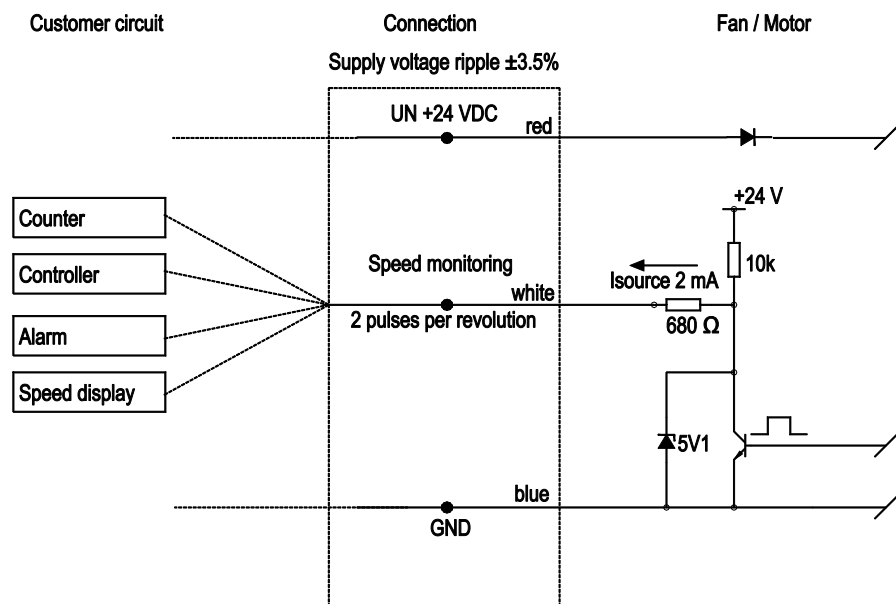 Customer circuit
Connection
Fan / Motor
Supply voltage ripple ±3.5%
UN +24 VDC
red
+24 V
Counter
Controller
Alarm
Speed display
Speed monitoring
white
2 pulses per revolution
Isource 2 mA
10k
680 Ω
5V1
blue
GND